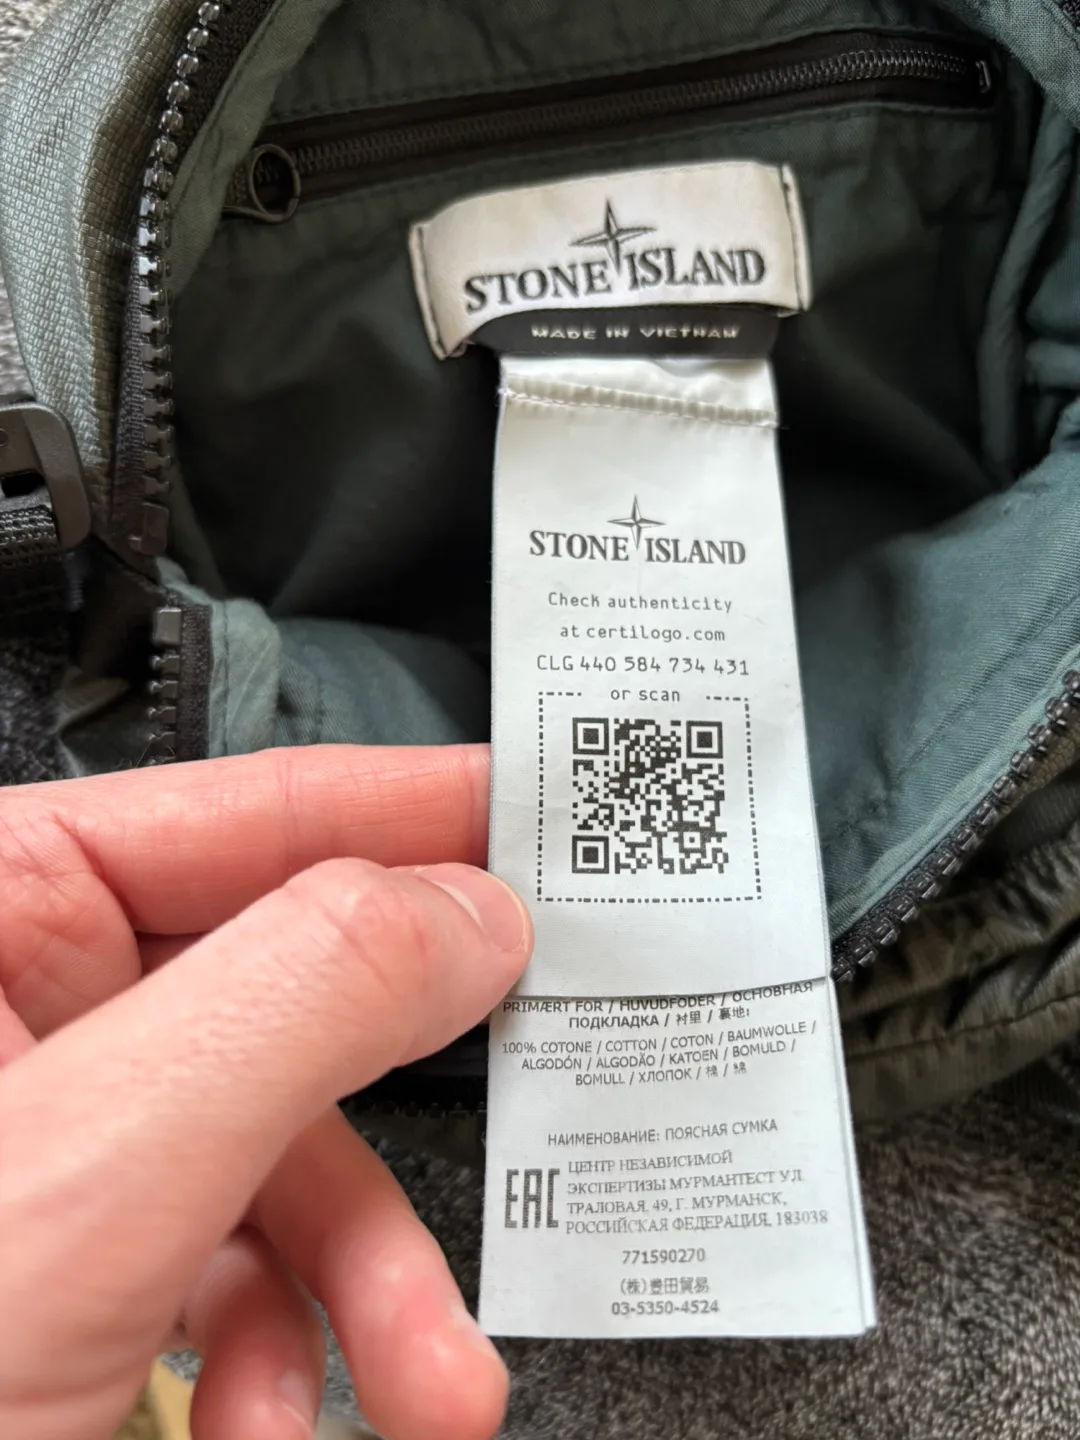 STONE ISLAND
MADE IN VIETNAM
STONE ISLAND
Check authenticity
at certilogo.com
CLG 440 584 734 431
or scan
PRIMÆRT FOR / HUVUDFODER / ОСНОВНАЯ
ПОДКЛАДКА / 衬里 / 裏地:
100% COTONE / COTTON / COTON / BAUMWOLLE /
ALGODÓN / ALGODÃO / KATOEN / BOMULD /
BOMULL / ХЛОПОК / 棉 / 綿
НАИМЕНОВАНИЕ: ПОЯСНАЯ СУМКА
EAC
ЦЕНТР НЕЗАВИСИМОЙ
ЭКСПЕРТИЗЫ МУРМАНТЕСТ УЛ.
ТРАЛОВАЯ, 49, Г. МУРМАНСК,
РОССИЙСКАЯ ФЕДЕРАЦИЯ, 183038
771590270
(株)豊田貿易
03-5350-4524